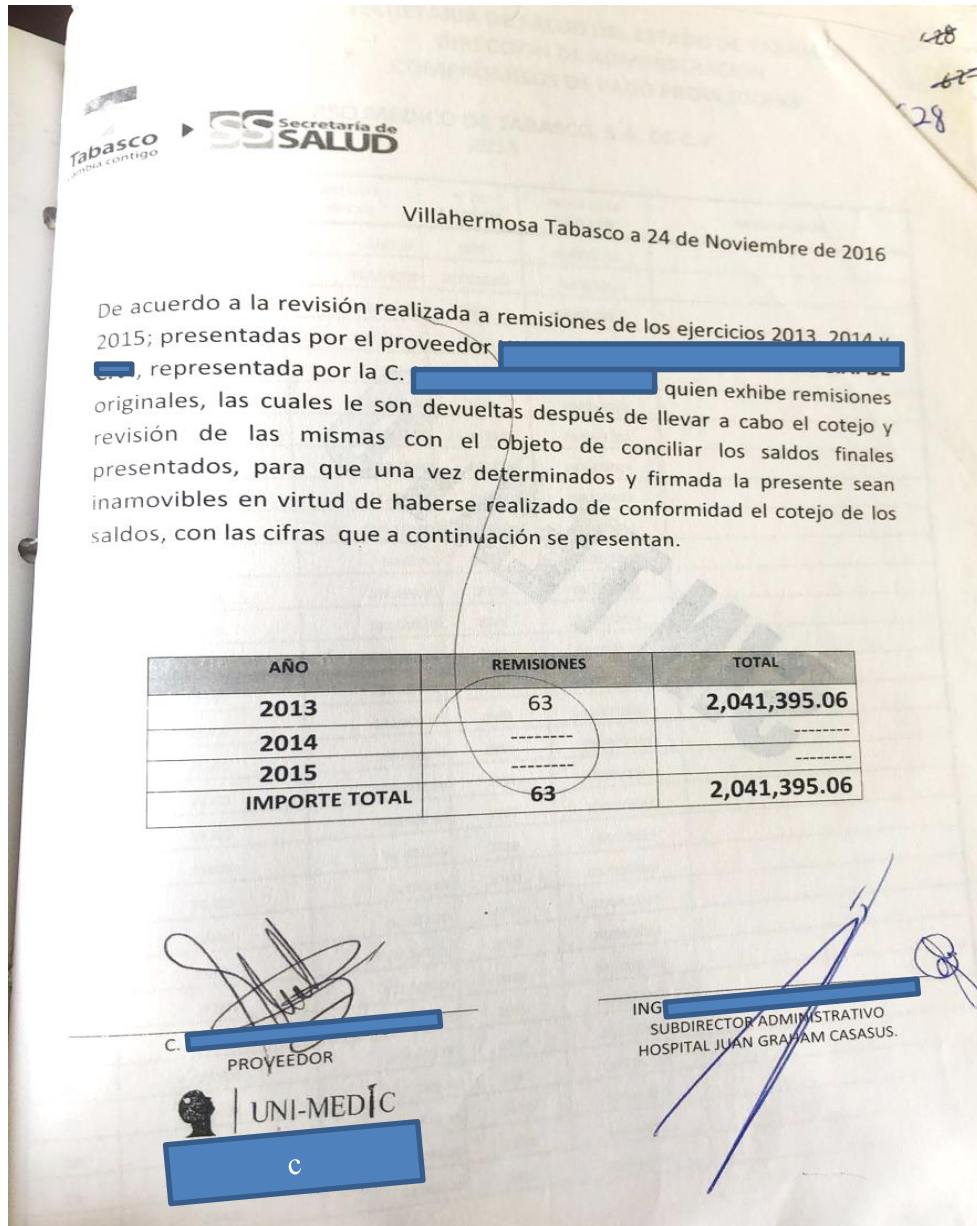 28
67
28
Tabasco
cambia contigo
SS Secretaría de
SALUD
Villahermosa Tabasco a 24 de Noviembre de 2016
De acuerdo a la revisión realizada a remisiones de los ejercicios 2013, 2014 y
2015; presentadas por el proveedor
, representada por la C. quien exhibe remisiones
originales, las cuales le son devueltas después de llevar a cabo el cotejo y
revisión de las mismas con el objeto de conciliar los saldos finales
presentados, para que una vez determinados y firmada la presente sean
inamovibles en virtud de haberse realizado de conformidad el cotejo de los
saldos, con las cifras que a continuación se presentan.
AÑO REMISIONES TOTAL
2013 63 2,041,395.06
2014 -------- --------
2015 -------- --------
IMPORTE TOTAL 63 2,041,395.06
C.
PROVEEDOR
UNI-MEDIC
c
ING
SUBDIRECTOR ADMINISTRATIVO
HOSPITAL JUAN GRAHAM CASASUS.